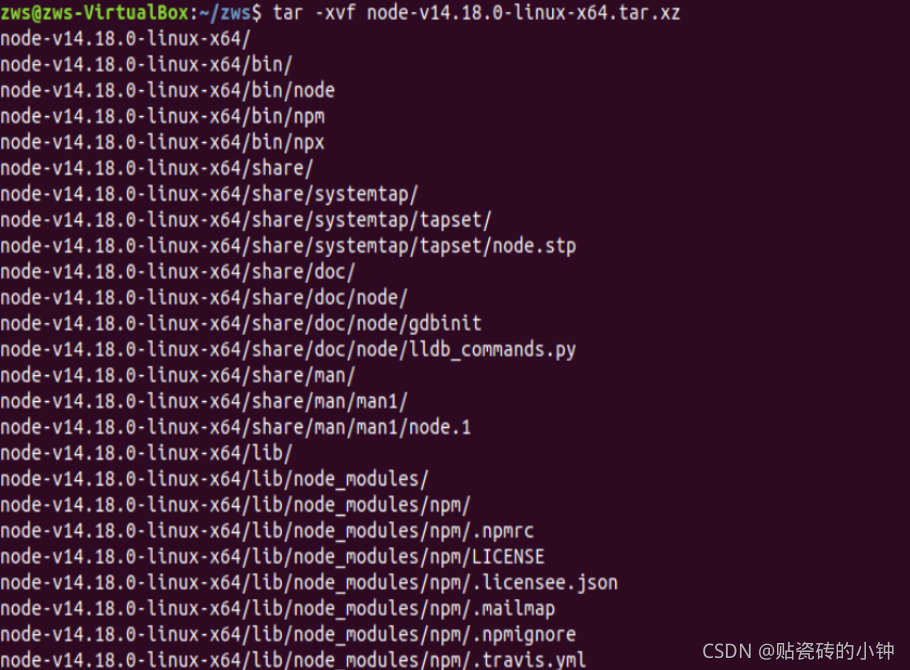 zws@zws-VirtualBox:~/zws$ tar -xvf node-v14.18.0-linux-x64.tar.xz
node-v14.18.0-linux-x64/
node-v14.18.0-linux-x64/bin/
node-v14.18.0-linux-x64/bin/node
node-v14.18.0-linux-x64/bin/npm
node-v14.18.0-linux-x64/bin/npx
node-v14.18.0-linux-x64/share/
node-v14.18.0-linux-x64/share/systemtap/
node-v14.18.0-linux-x64/share/systemtap/tapset/
node-v14.18.0-linux-x64/share/systemtap/tapset/node.stp
node-v14.18.0-linux-x64/share/doc/
node-v14.18.0-linux-x64/share/doc/node/
node-v14.18.0-linux-x64/share/doc/node/gdbinit
node-v14.18.0-linux-x64/share/doc/node/lldb_commands.py
node-v14.18.0-linux-x64/share/man/
node-v14.18.0-linux-x64/share/man/man1/
node-v14.18.0-linux-x64/share/man/man1/node.1
node-v14.18.0-linux-x64/lib/
node-v14.18.0-linux-x64/lib/node_modules/
node-v14.18.0-linux-x64/lib/node_modules/npm/
node-v14.18.0-linux-x64/lib/node_modules/npm/.npmrc
node-v14.18.0-linux-x64/lib/node_modules/npm/LICENSE
node-v14.18.0-linux-x64/lib/node_modules/npm/.licensee.json
node-v14.18.0-linux-x64/lib/node_modules/npm/.mailmap
node-v14.18.0-linux-x64/lib/node_modules/npm/.npmignore
node-v14.18.0-linux-x64/lib/node_modules/npm/.travis.yml
CSDN @贴瓷砖的小钟